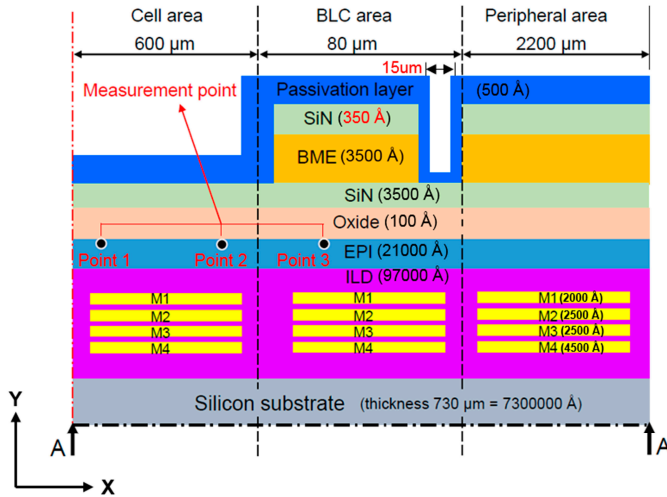 Cell area BLC area Peripheral area
600 µm 80 µm 2200 µm
15um
Measurement point Passivation layer (500 Å)
SiN (350 Å)
BME (3500 Å)
SiN (3500 Å)
Oxide (100 Å)
Point 1 Point 2 Point 3 EPI (21000 Å)
ILD (97000 Å)
M1 M1 M1 (2000 Å)
M2 M2 M2 (2500 Å)
M3 M3 M3 (2500 Å)
M4 M4 M4 (4500 Å)
Silicon substrate (thickness 730 µm = 7300000 Å)
Y
A A
X